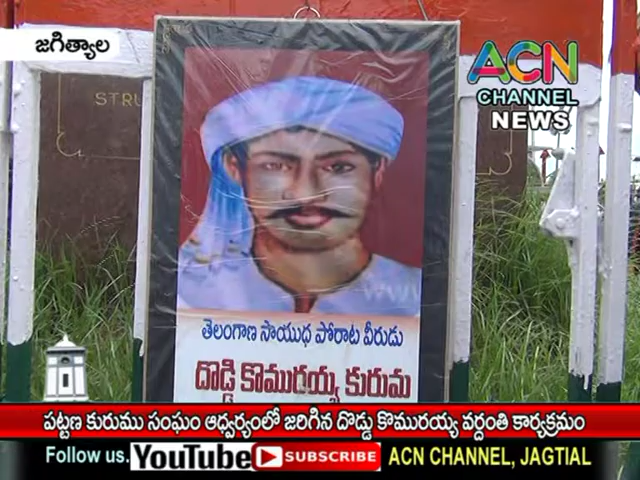 జగిత్యాల
ACN
CHANNEL
NEWS
STRU
తెలంగాణ సాయుధ పోరాట వీరుడు
దొడ్డి కొమురయ్య కురుమ
పట్టణ కురుము సంఘం ఆధ్వర్యంలో జరిగిన దొడ్డు కొమురయ్య వర్ధంతి కార్యక్రమం
Follow us. YouTube SUBSCRIBE ACN CHANNEL, JAGTIAL